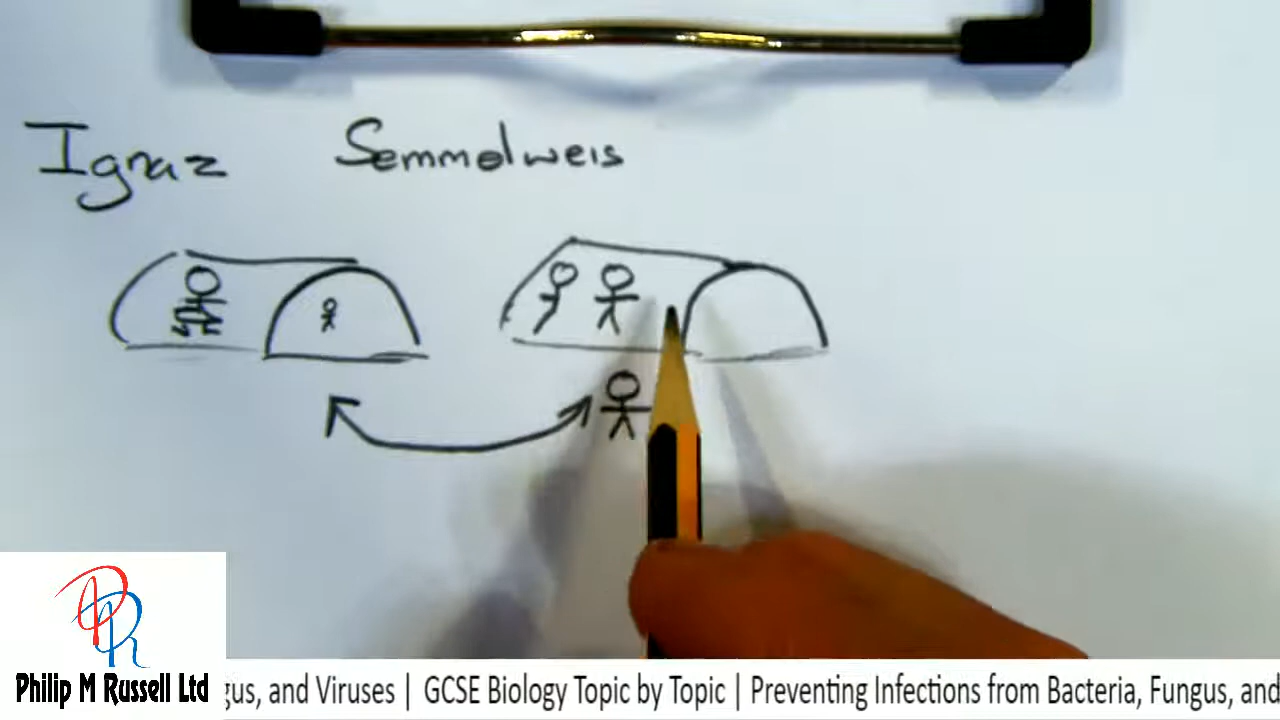 Ignaz Semmelweis
Philip M Russell Ltd
gus, and Viruses | GCSE Biology Topic by Topic | Preventing Infections from Bacteria, Fungus, and